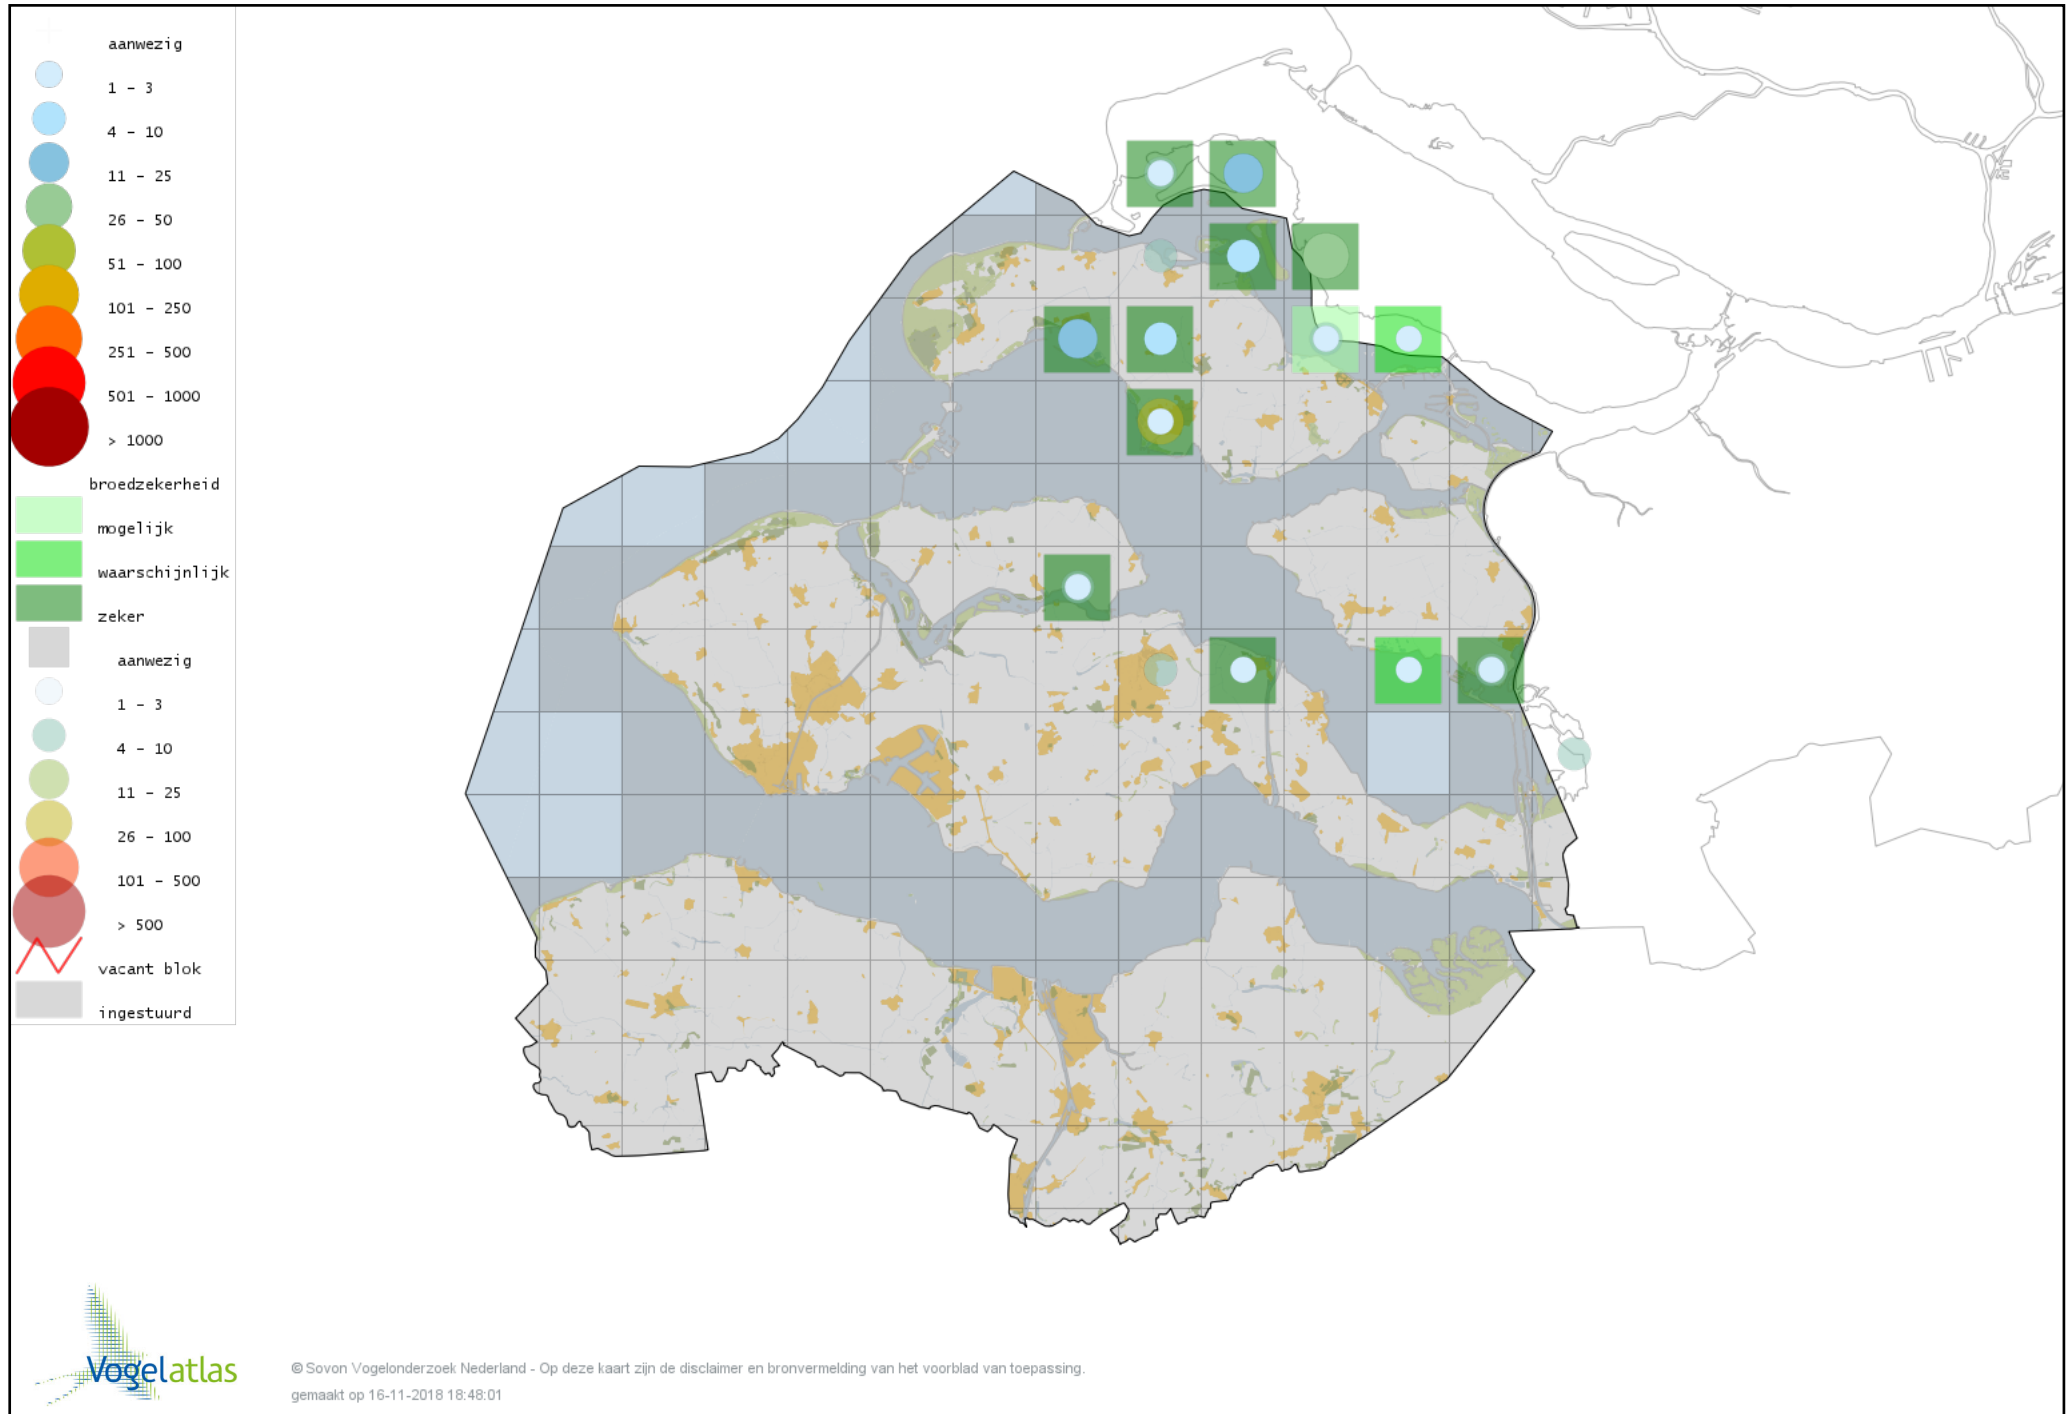 aanwezig
1 - 3
4 - 10
11 - 25
26 - 50
51 - 100
101 - 250
251 - 500
501 - 1000
> 1000
broedzekerheid
mogelijk
waarschijnlijk
zeker
aanwezig
1 - 3
4 - 10
11 - 25
26 - 100
101 - 500
> 500
vacant blok
ingestuurd
Vogelatlas
© Sovon Vogelonderzoek Nederland - Op deze kaart zijn de disclaimer en bronvermelding van het voorblad van toepassing.
gemaakt op 16-11-2018 18:48:01